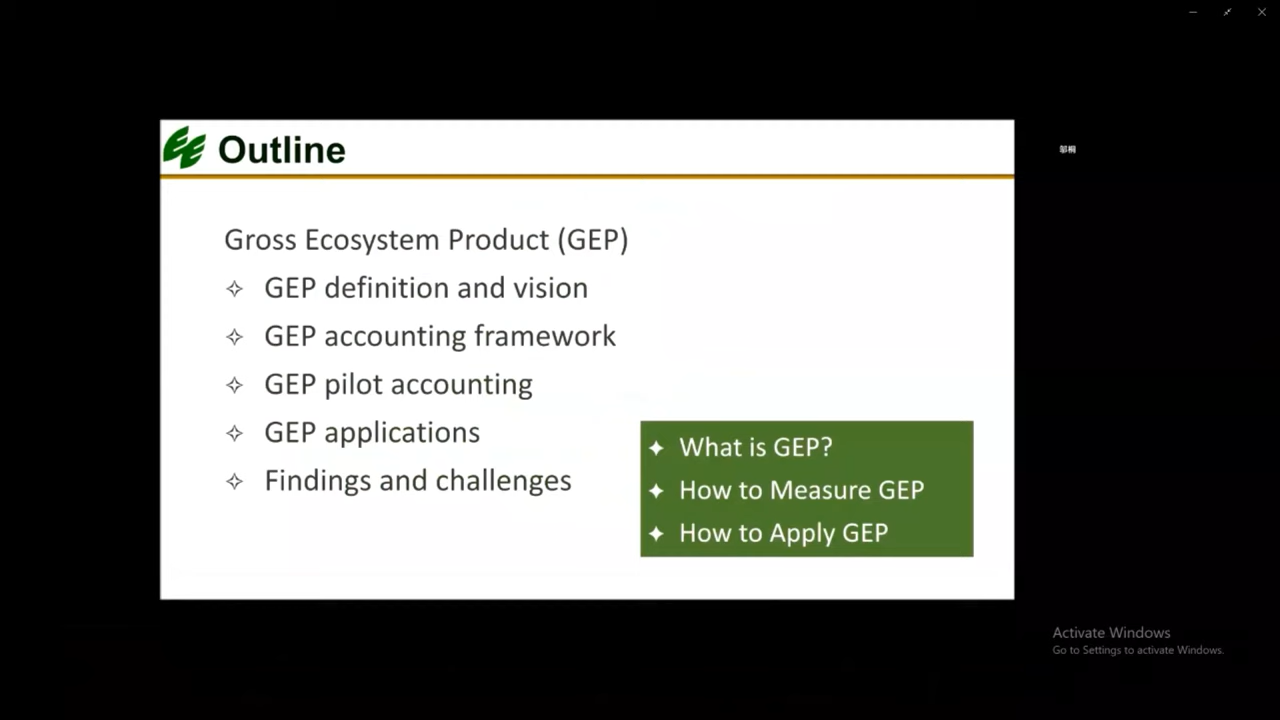 Outline
邹桐
Gross Ecosystem Product (GEP)
GEP definition and vision
GEP accounting framework
GEP pilot accounting
GEP applications
Findings and challenges
What is GEP?
How to Measure GEP
How to Apply GEP
Activate Windows
Go to Settings to activate Windows.